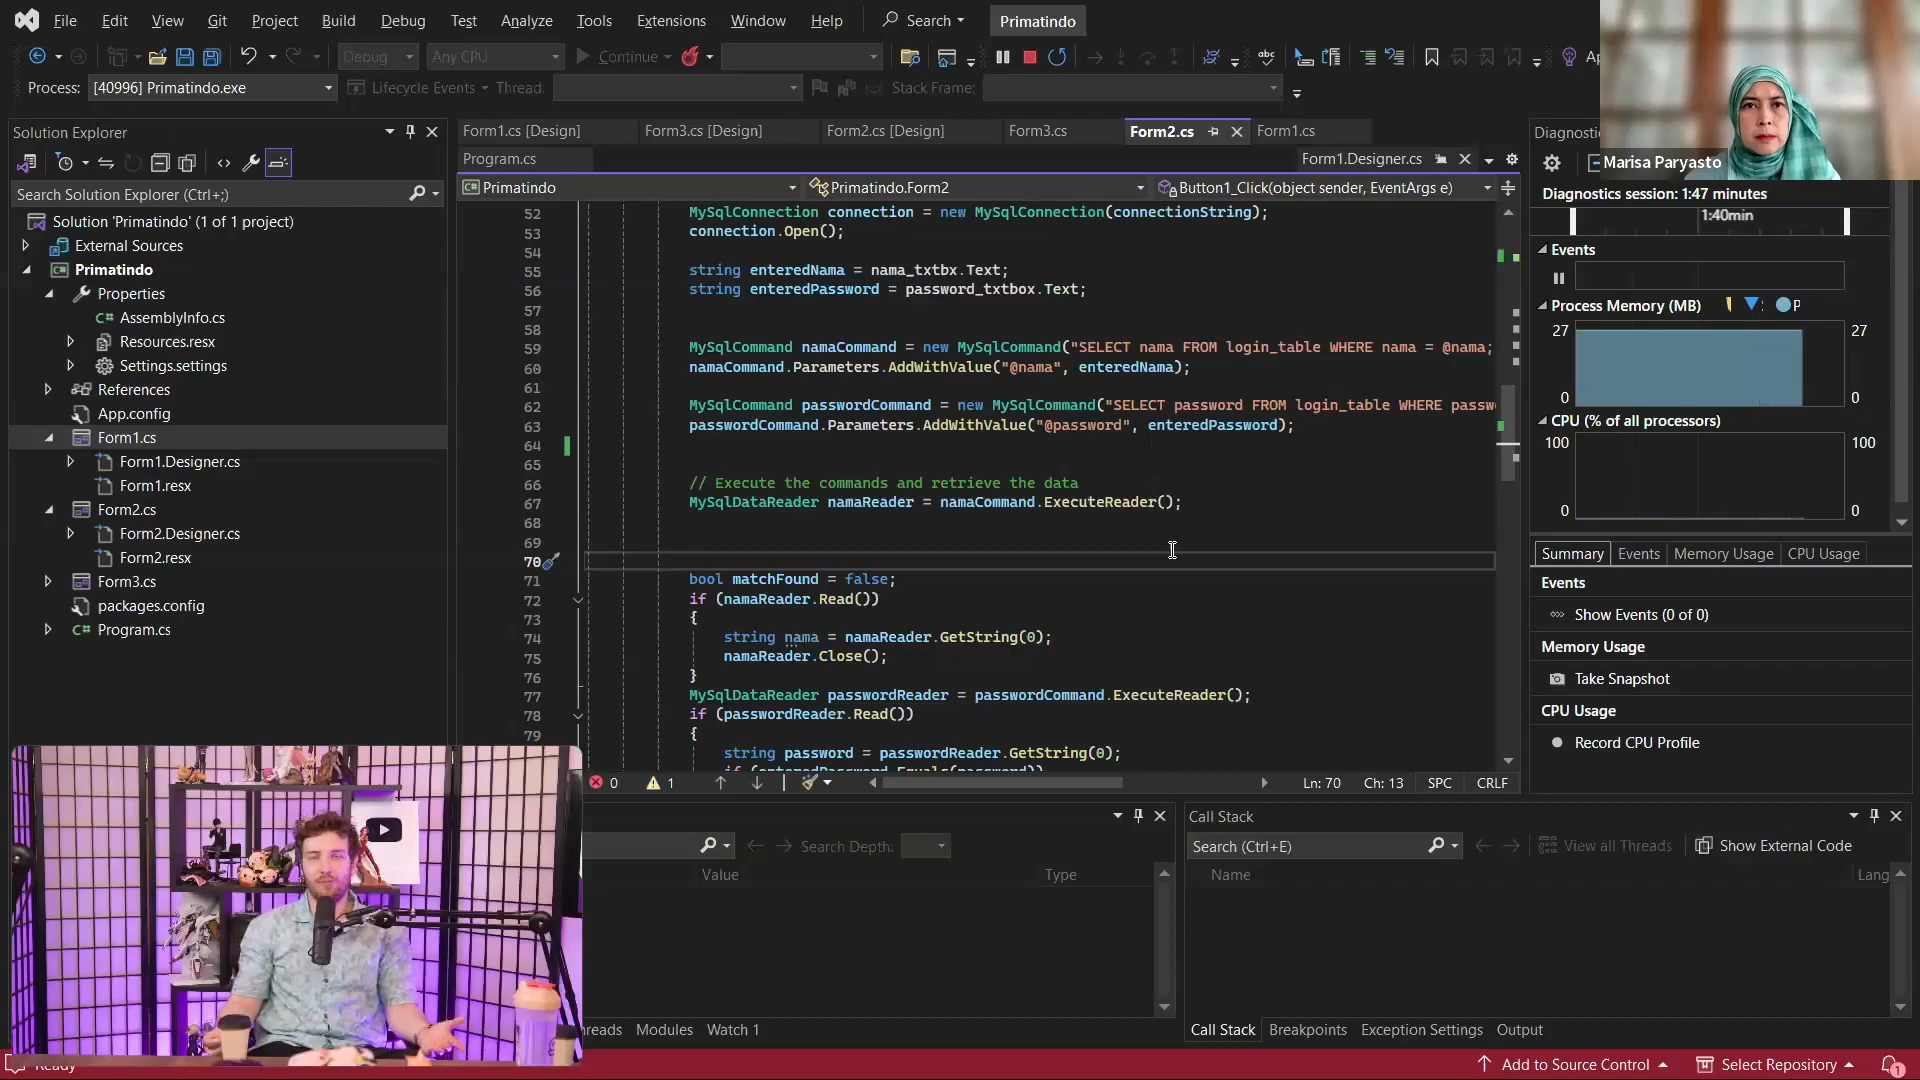 File Edit View Git Project Build Debug Test Analyze Tools Extensions Window Help Search Primatindo
Debug Any CPU Continue
Process: [40996] Primatindo.exe Lifecycle Events Thread: Stack Frame:
Solution Explorer
Search Solution Explorer (Ctrl+;)
Solution 'Primatindo' (1 of 1 project)
External Sources
Primatindo
Properties
AssemblyInfo.cs
Resources.resx
Settings.settings
References
App.config
Form1.cs
Form1.Designer.cs
Form1.resx
Form2.cs
Form2.Designer.cs
Form2.resx
Form3.cs
packages.config
Program.cs
Form1.cs [Design] Form3.cs [Design] Form2.cs [Design] Form3.cs Form2.cs Form1.cs
Program.cs Form1.Designer.cs
Primatindo Primatindo.Form2 Button1_Click(object sender, EventArgs e)
52 MySqlConnection connection = new MySqlConnection(connectionString);
53 connection.Open();
54
55 string enteredNama = nama_txtbx.Text;
56 string enteredPassword = password_txtbox.Text;
57
58
59 MySqlCommand namaCommand = new MySqlCommand("SELECT nama FROM login_table WHERE nama = @nama;
60 namaCommand.Parameters.AddWithValue("@nama", enteredNama);
61
62 MySqlCommand passwordCommand = new MySqlCommand("SELECT password FROM login_table WHERE passw
63 passwordCommand.Parameters.AddWithValue("@password", enteredPassword);
64
65
66 // Execute the commands and retrieve the data
67 MySqlDataReader namaReader = namaCommand.ExecuteReader();
68
69
70
71 bool matchFound = false;
72 if (namaReader.Read())
73 {
74 string nama = namaReader.GetString(0);
75 namaReader.Close();
76 }
77 MySqlDataReader passwordReader = passwordCommand.ExecuteReader();
78 if (passwordReader.Read())
79 {
string password = passwordReader.GetString(0);
if (enteredPassword.Equals(password))
0 1 Ln: 70 Ch: 13 SPC CRLF
Search Depth:
Value Type
reads Modules Watch 1
Call Stack
Search (Ctrl+E) View all Threads Show External Code
Name Lang
Call Stack Breakpoints Exception Settings Output
Marisa Paryasto
Diagnostic
Diagnostics session: 1:47 minutes
1:40min
Events
Process Memory (MB) P
27 27
0 0
CPU (% of all processors)
100 100
0 0
Summary Events Memory Usage CPU Usage
Events
Show Events (0 of 0)
Memory Usage
Take Snapshot
CPU Usage
Record CPU Profile
Ready Add to Source Control Select Repository 1